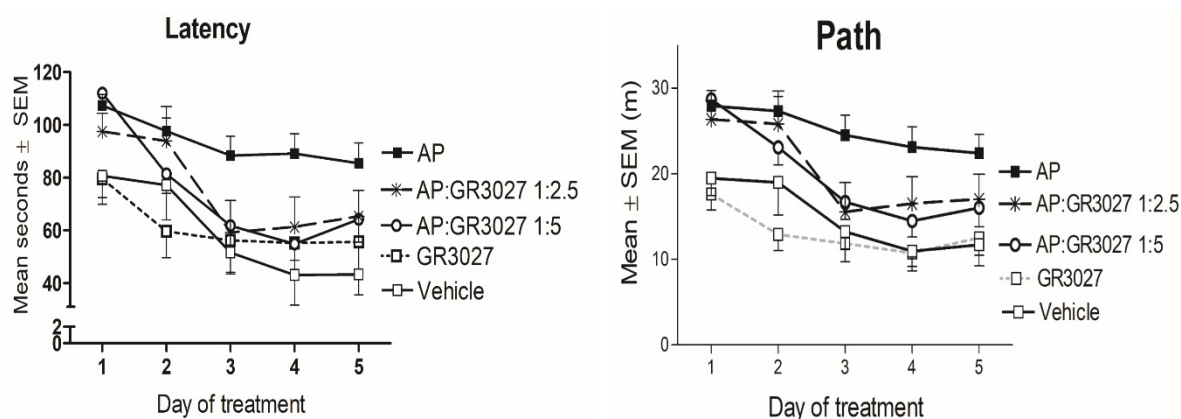 Latency
Mean seconds ± SEM
120
100
80
60
40
2
0
1 2 3 4 5
Day of treatment
AP
AP:GR3027 1:2.5
AP:GR3027 1:5
GR3027
Vehicle
Path
Mean ± SEM (m)
30
20
10
0
1 2 3 4 5
Day of treatment
AP
AP:GR3027 1:2.5
AP:GR3027 1:5
GR3027
Vehicle